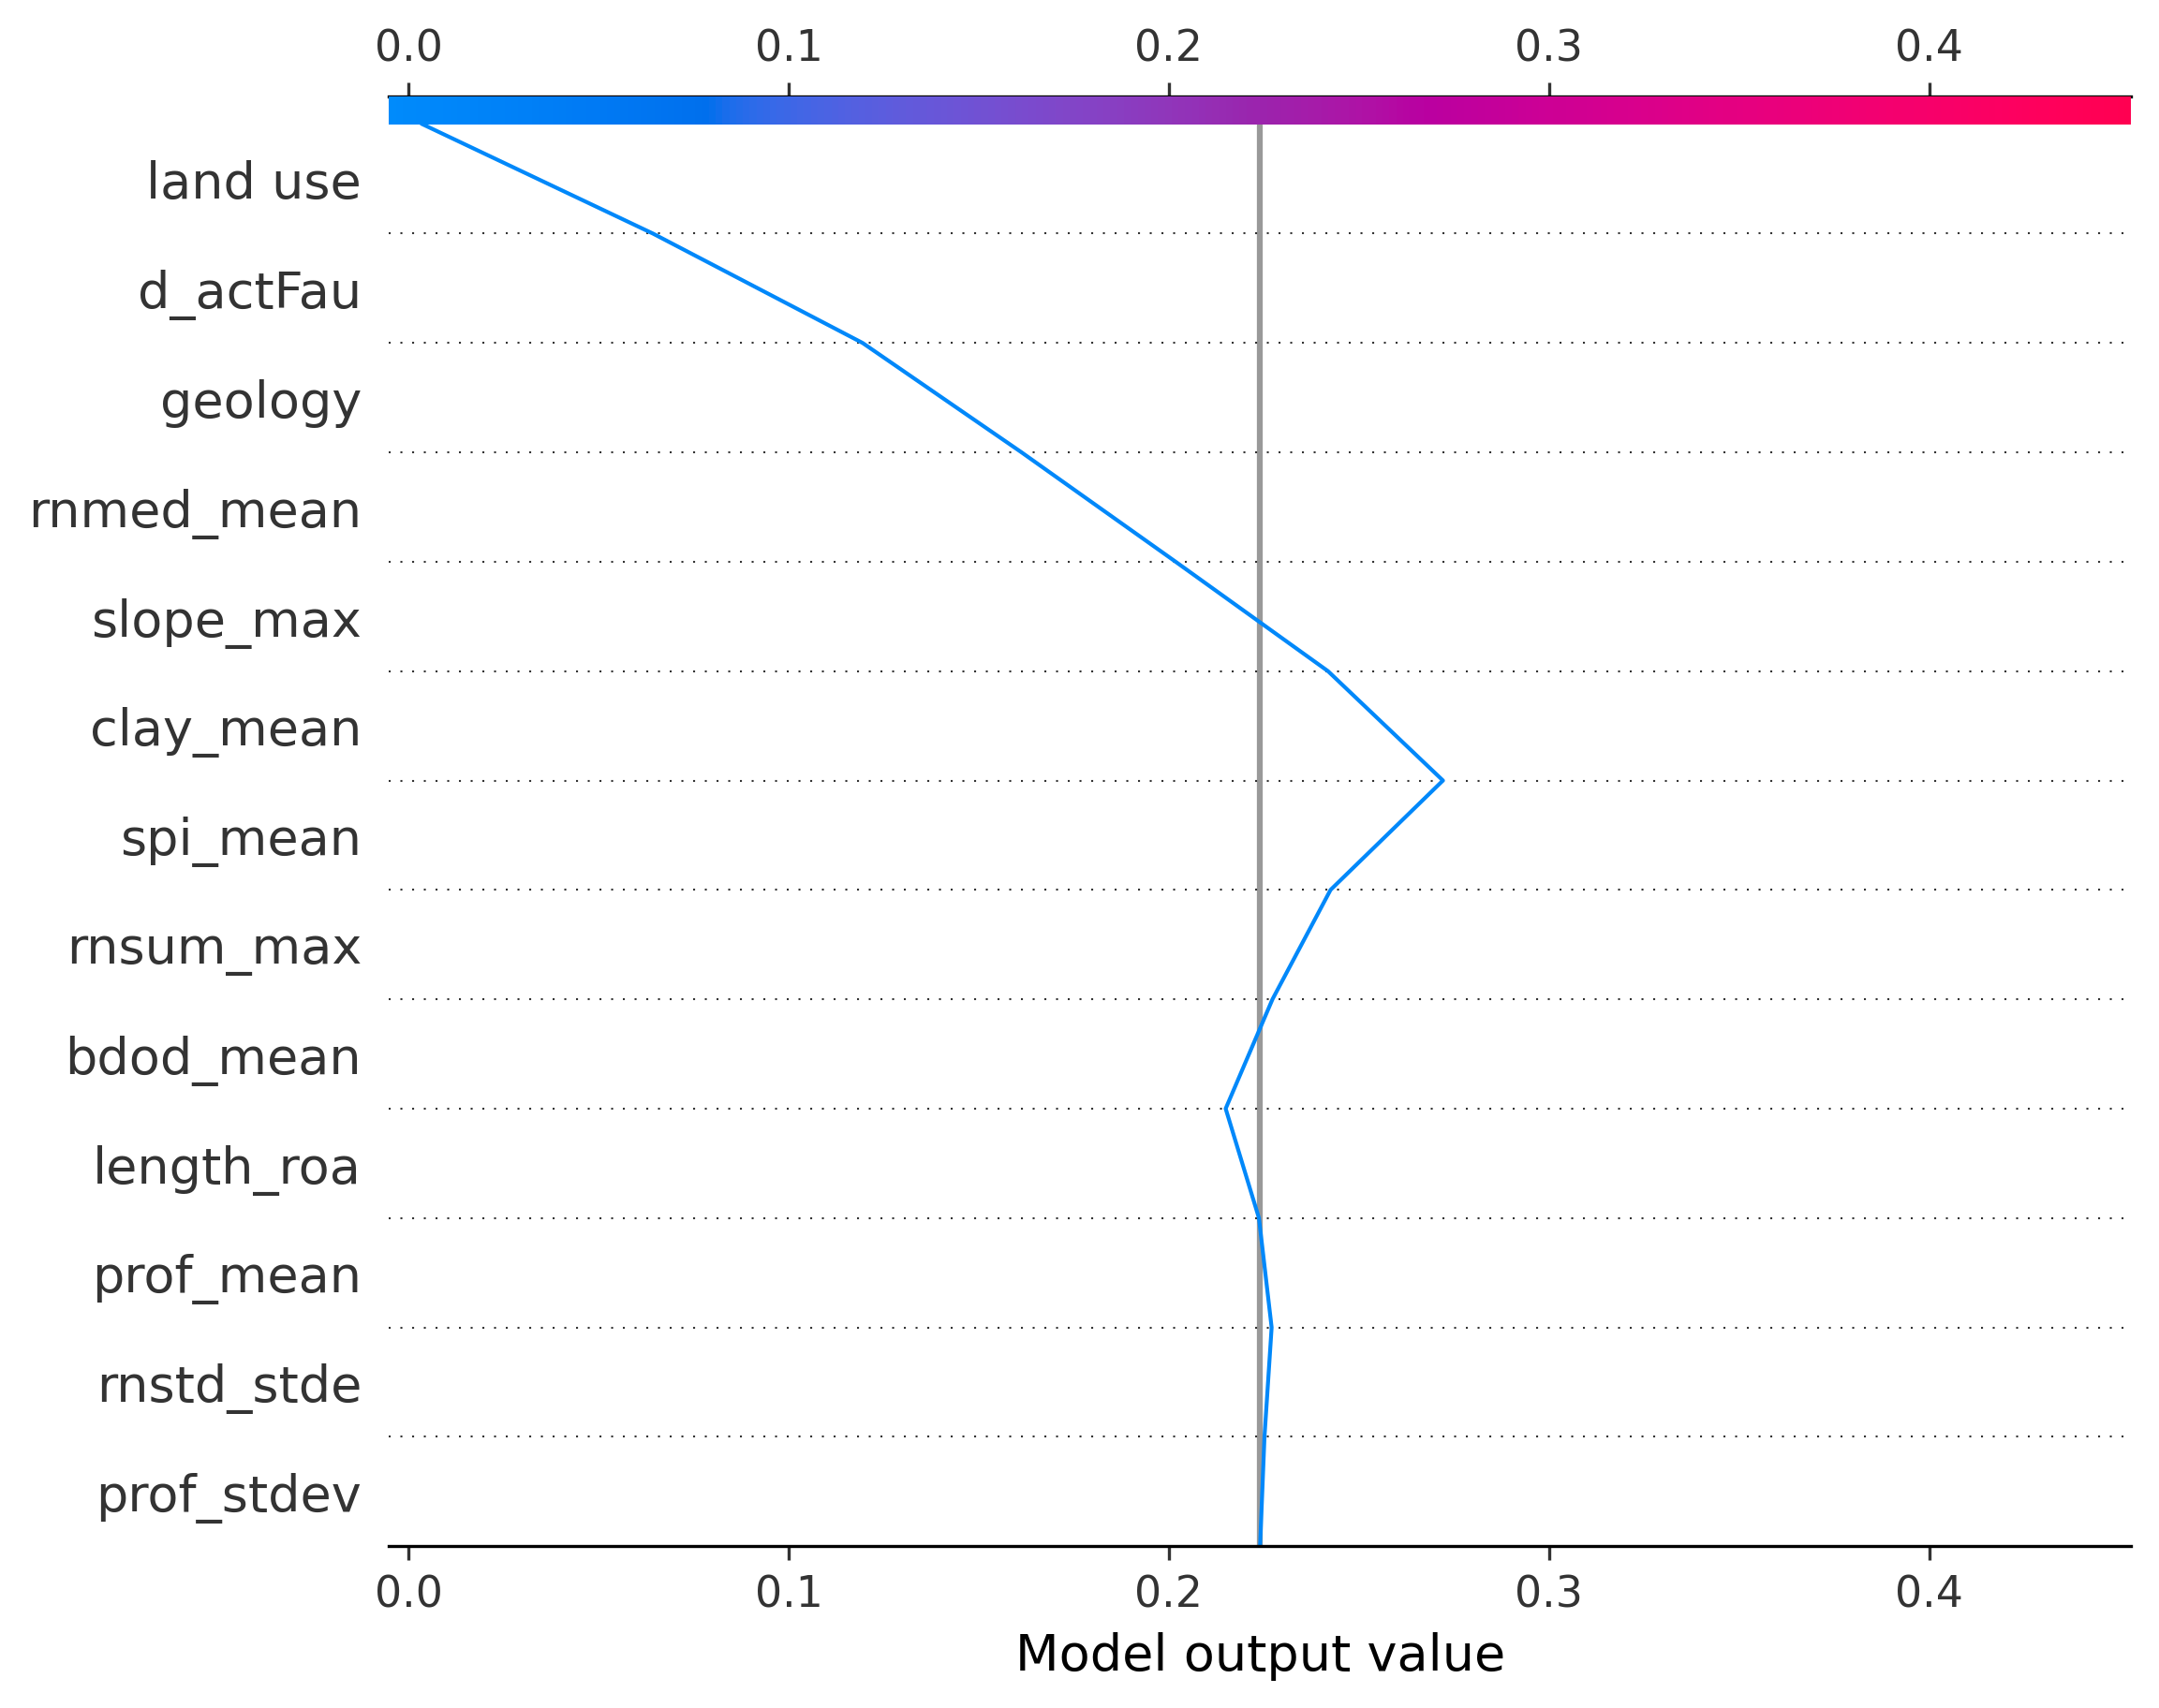 0.0 0.1 0.2 0.3 0.4
land use
d_actFau
geology
rnmed_mean
slope_max
clay_mean
spi_mean
rnsum_max
bdod_mean
length_roa
prof_mean
rnstd_stde
prof_stdev
0.0 0.1 0.2 0.3 0.4
Model output value